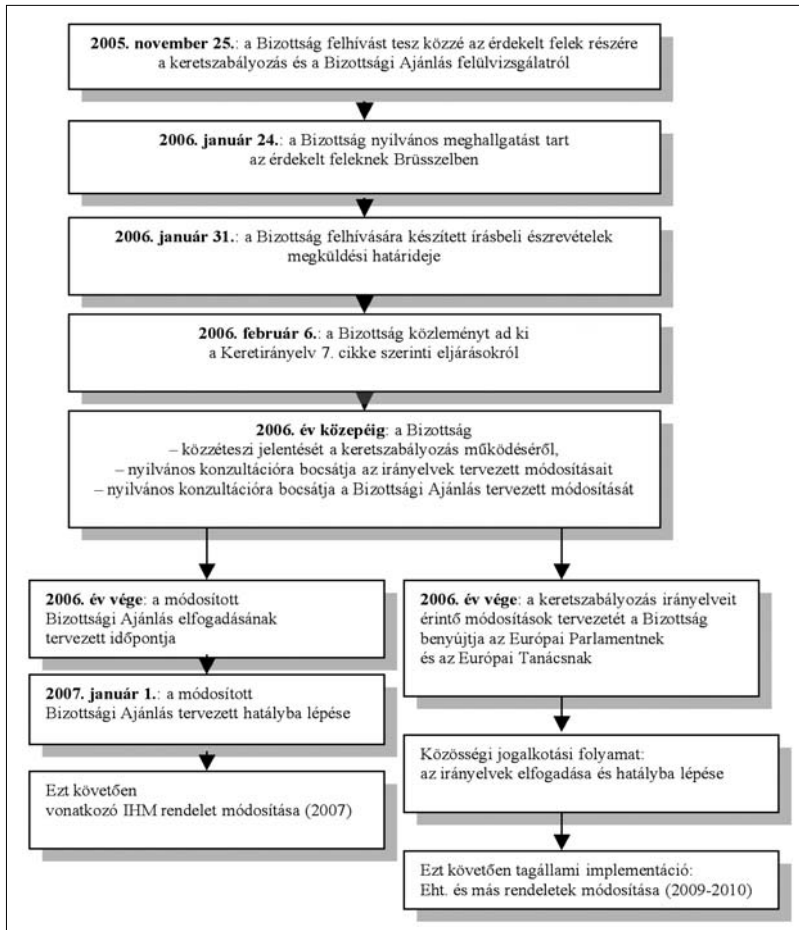 2005. november 25.: a Bizottság felhívást tesz közzé az érdekelt felek részére
a keretszabályozás és a Bizottsági Ajánlás felülvizsgálatról
2006. január 24.: a Bizottság nyilvános meghallgatást tart
az érdekelt feleknek Brüsszelben
2006. január 31.: a Bizottság felhívására készített írásbeli észrevételek
megküldési határideje
2006. február 6.: a Bizottság közleményt ad ki
a Keretirányelv 7. cikke szerinti eljárásokról
2006. év közepéig: a Bizottság
– közzéteszi jelentését a keretszabályozás működéséről,
– nyilvános konzultációra bocsátja az irányelvek tervezett módosításait
– nyilvános konzultációra bocsátja a Bizottsági Ajánlás tervezett módosítását
2006. év vége: a módosított
Bizottsági Ajánlás elfogadásának
tervezett időpontja
2007. január 1.: a módosított
Bizottsági Ajánlás tervezett hatályba lépése
Ezt követően
vonatkozó IHM rendelet módosítása (2007)
2006. év vége: a keretszabályozás irányelveit
érintő módosítások tervezetét a Bizottság
benyújtja az Európai Parlamentnek
és az Európai Tanácsnak
Közösségi jogalkotási folyamat:
az irányelvek elfogadása és hatályba lépése
Ezt követően tagállami implementáció:
Eht. és más rendeletek módosítása (2009-2010)